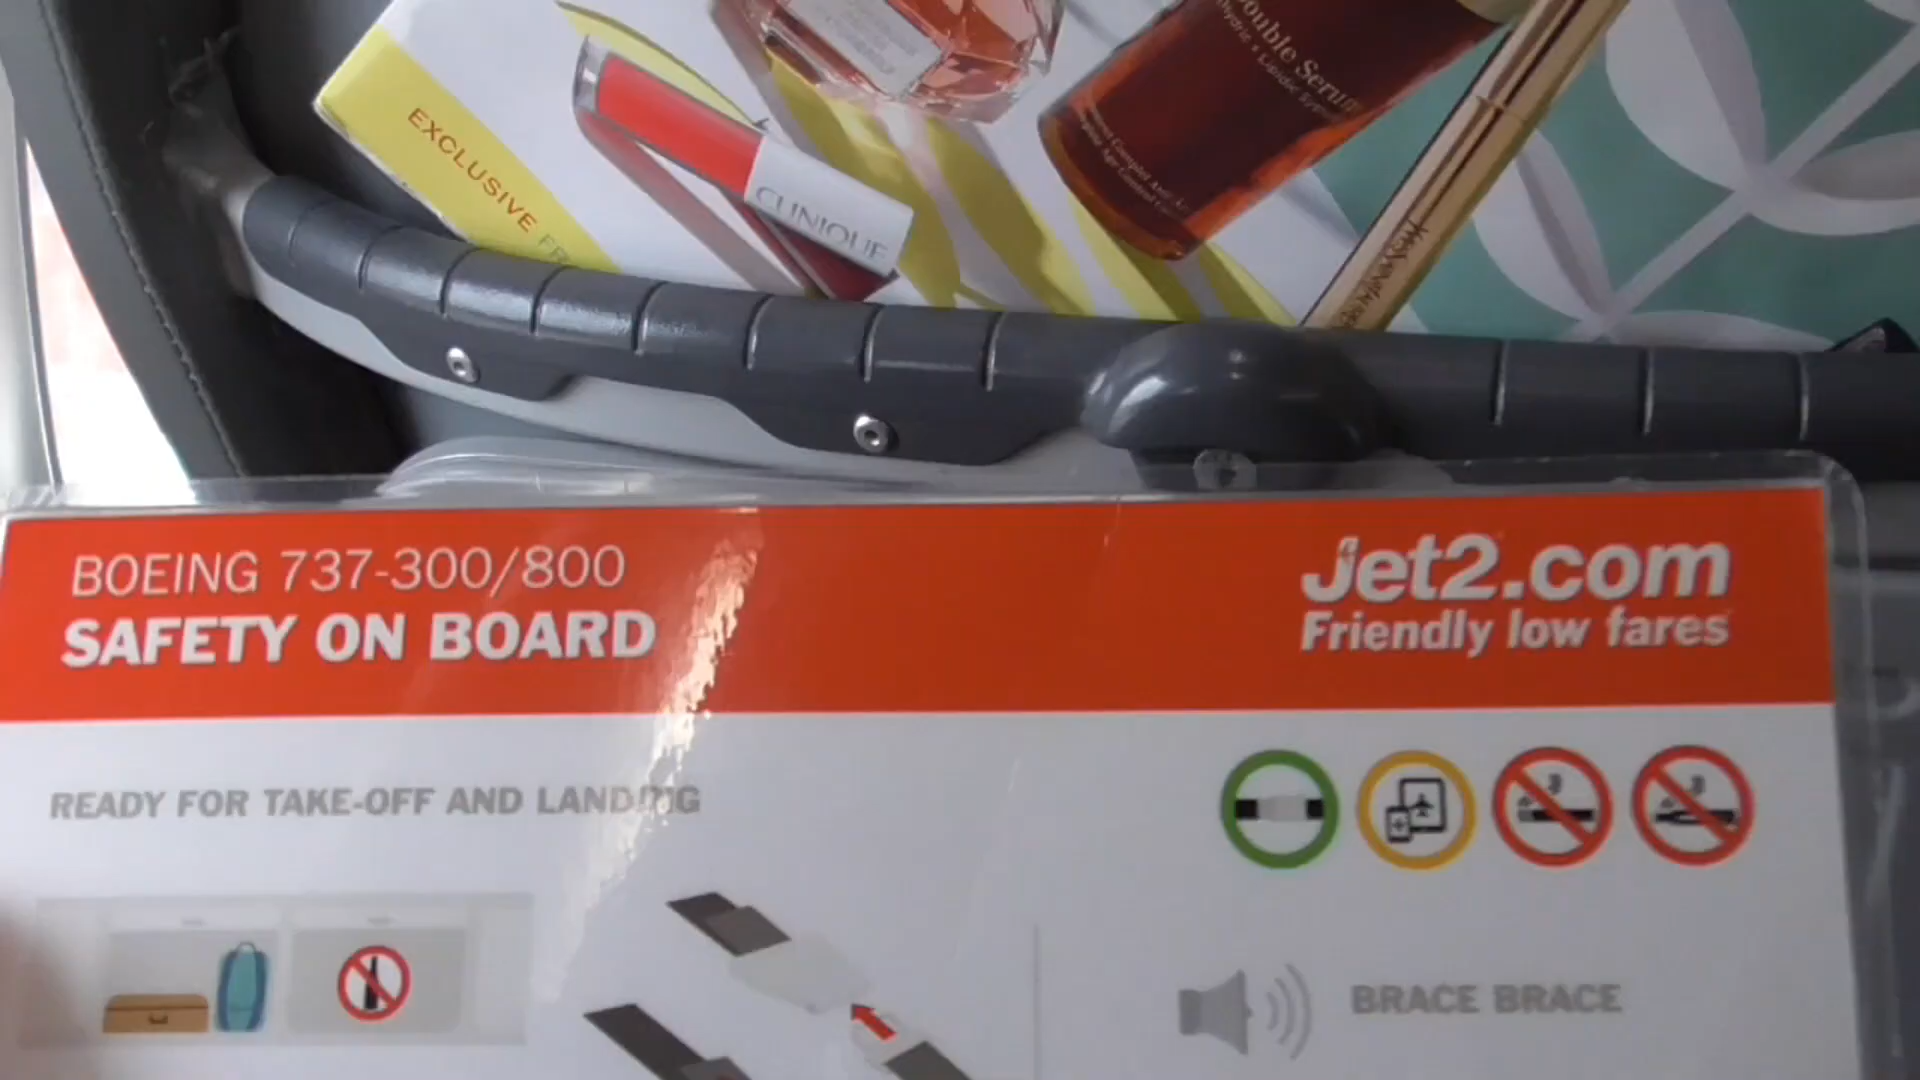 EXCLUSIVE FR
CLINIQUE
Double Serum
BOEING 737-300/800
SAFETY ON BOARD
Jet2.com
Friendly low fares
READY FOR TAKE-OFF AND LANDING
BRACE BRACE